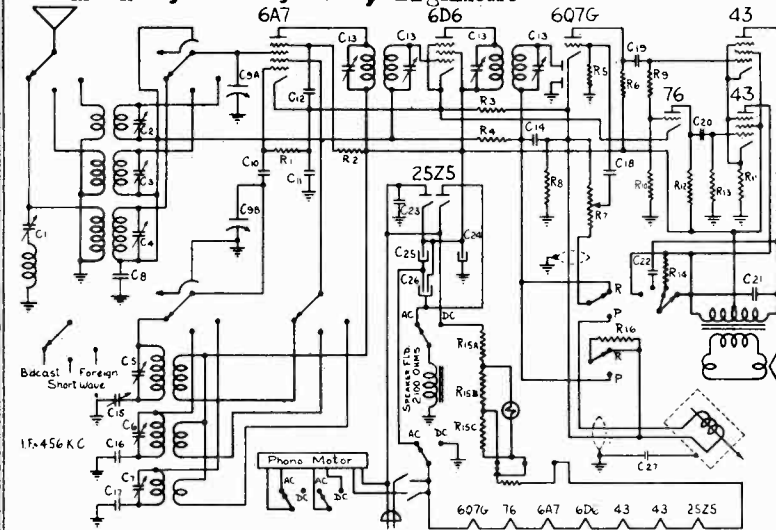 6A7
6D6
6Q7G
43
C13
C13
C13
C13
C19
C9A
C12
R5
R6
R9
76
43
C2
R3
C20
R4
C14
C10
R1
R2
C3
C11
25Z5
R8
C18
R10
R12
R13
R11
C23
R7
C1
C4
C9B
C24
C8
C25
C22
R14
C26
R
C21
AC
DC
P
R16
Bdcast
Foreign
Short wave
C5
SPEAKER FLD.
2100 OHMS
R15A
R
C15
R15B
P
C6
R15C
I.F.=456 KC
C16
AC
DC
Phono Motor
C27
C7
AC
DC
AC
DC
C17
6Q7G 76 6A7 6D6 43 43 25Z5